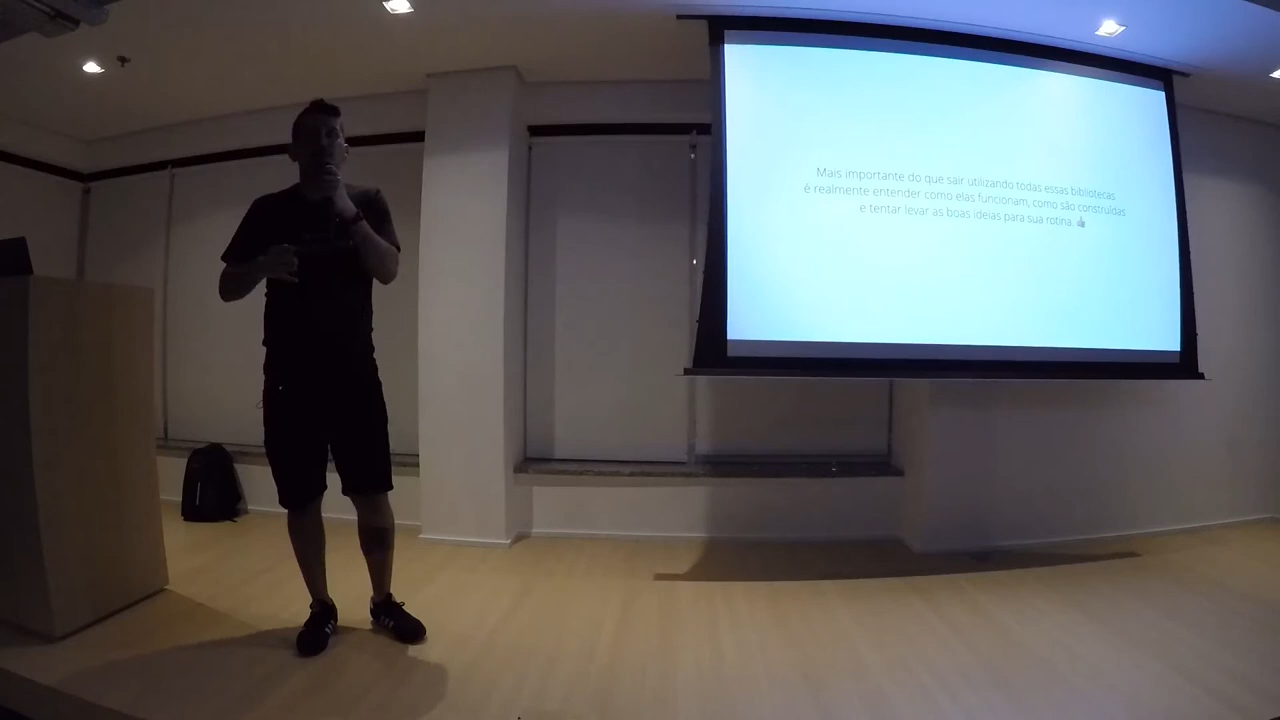 Mais importante do que sair utilizando todas essas bibliotecas
é realmente entender como elas funcionam, como são construídas
e tentar levar as boas ideias para sua rotina. 👍